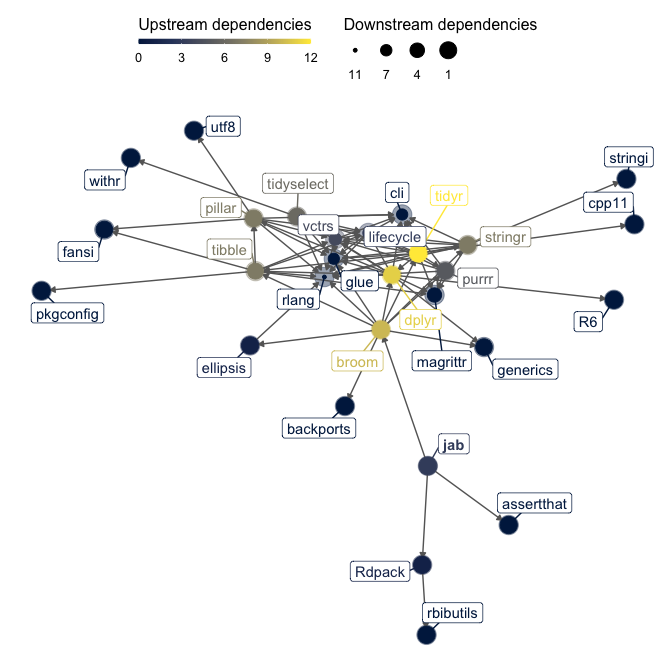 Upstream dependencies
0 3 6 9 12
Downstream dependencies
11 7 4 1
utf8
withr
stringi
cpp11
tidyselect
cli
tidyr
pillar
vctrs
lifecycle
stringr
fansi
tibble
glue
purrr
pkgconfig
rlang
dplyr
R6
ellipsis
broom
magrittr
generics
backports
jab
assertthat
Rdpack
rbibutils